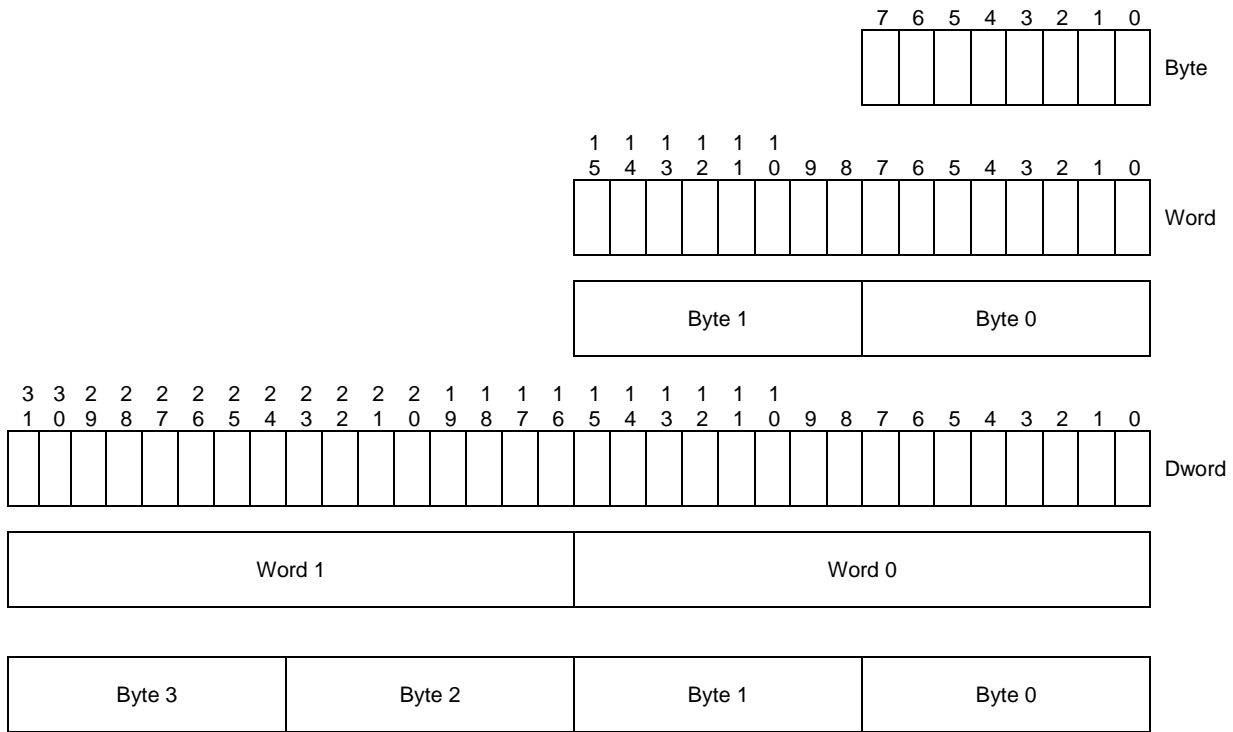 7 6 5 4 3 2 1 0
Byte
1 1 1 1 1 1
5 4 3 2 1 0 9 8 7 6 5 4 3 2 1 0
Word
Byte 1 Byte 0
3 3 2 2 2 2 2 2 2 2 2 2 1 1 1 1 1 1 1 1 1 1
1 0 9 8 7 6 5 4 3 2 1 0 9 8 7 6 5 4 3 2 1 0 9 8 7 6 5 4 3 2 1 0
Dword
Word 1 Word 0
Byte 3 Byte 2 Byte 1 Byte 0